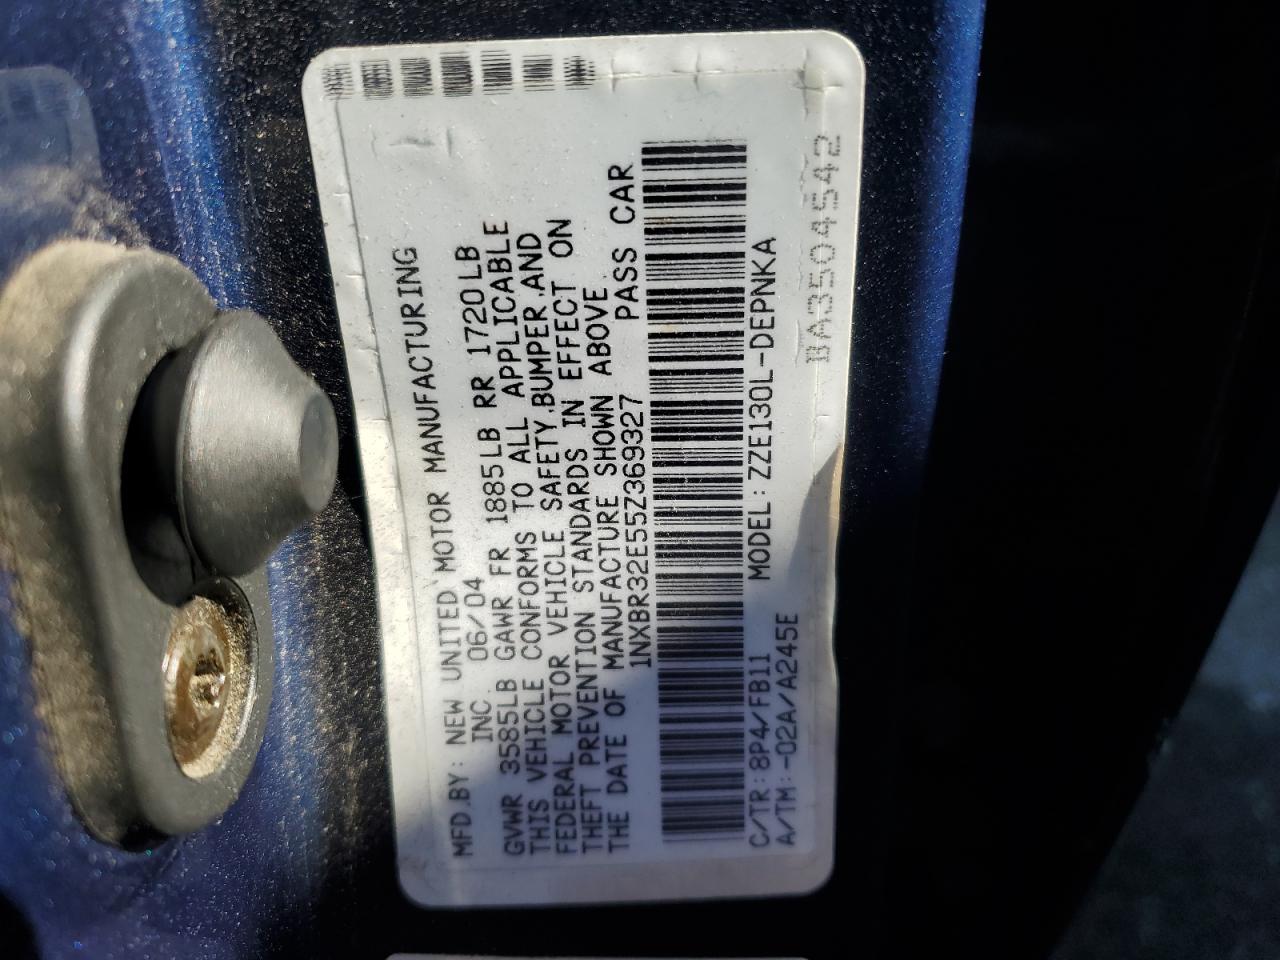 MFD.BY: NEW UNITED MOTOR MANUFACTURING
INC. 06/04
GVWR 3585LB GAWR FR 1885LB RR 1720LB
THIS VEHICLE CONFORMS TO ALL APPLICABLE
FEDERAL MOTOR VEHICLE SAFETY,BUMPER,AND
THEFT PREVENTION STANDARDS IN EFFECT ON
THE DATE OF MANUFACTURE SHOWN ABOVE.
1NXBR32E55Z369327 PASS CAR
C/TR:8P4/FB11 MODEL:ZZE130L-DEPNKA
A/TM:-02A/A245E
BA3504542